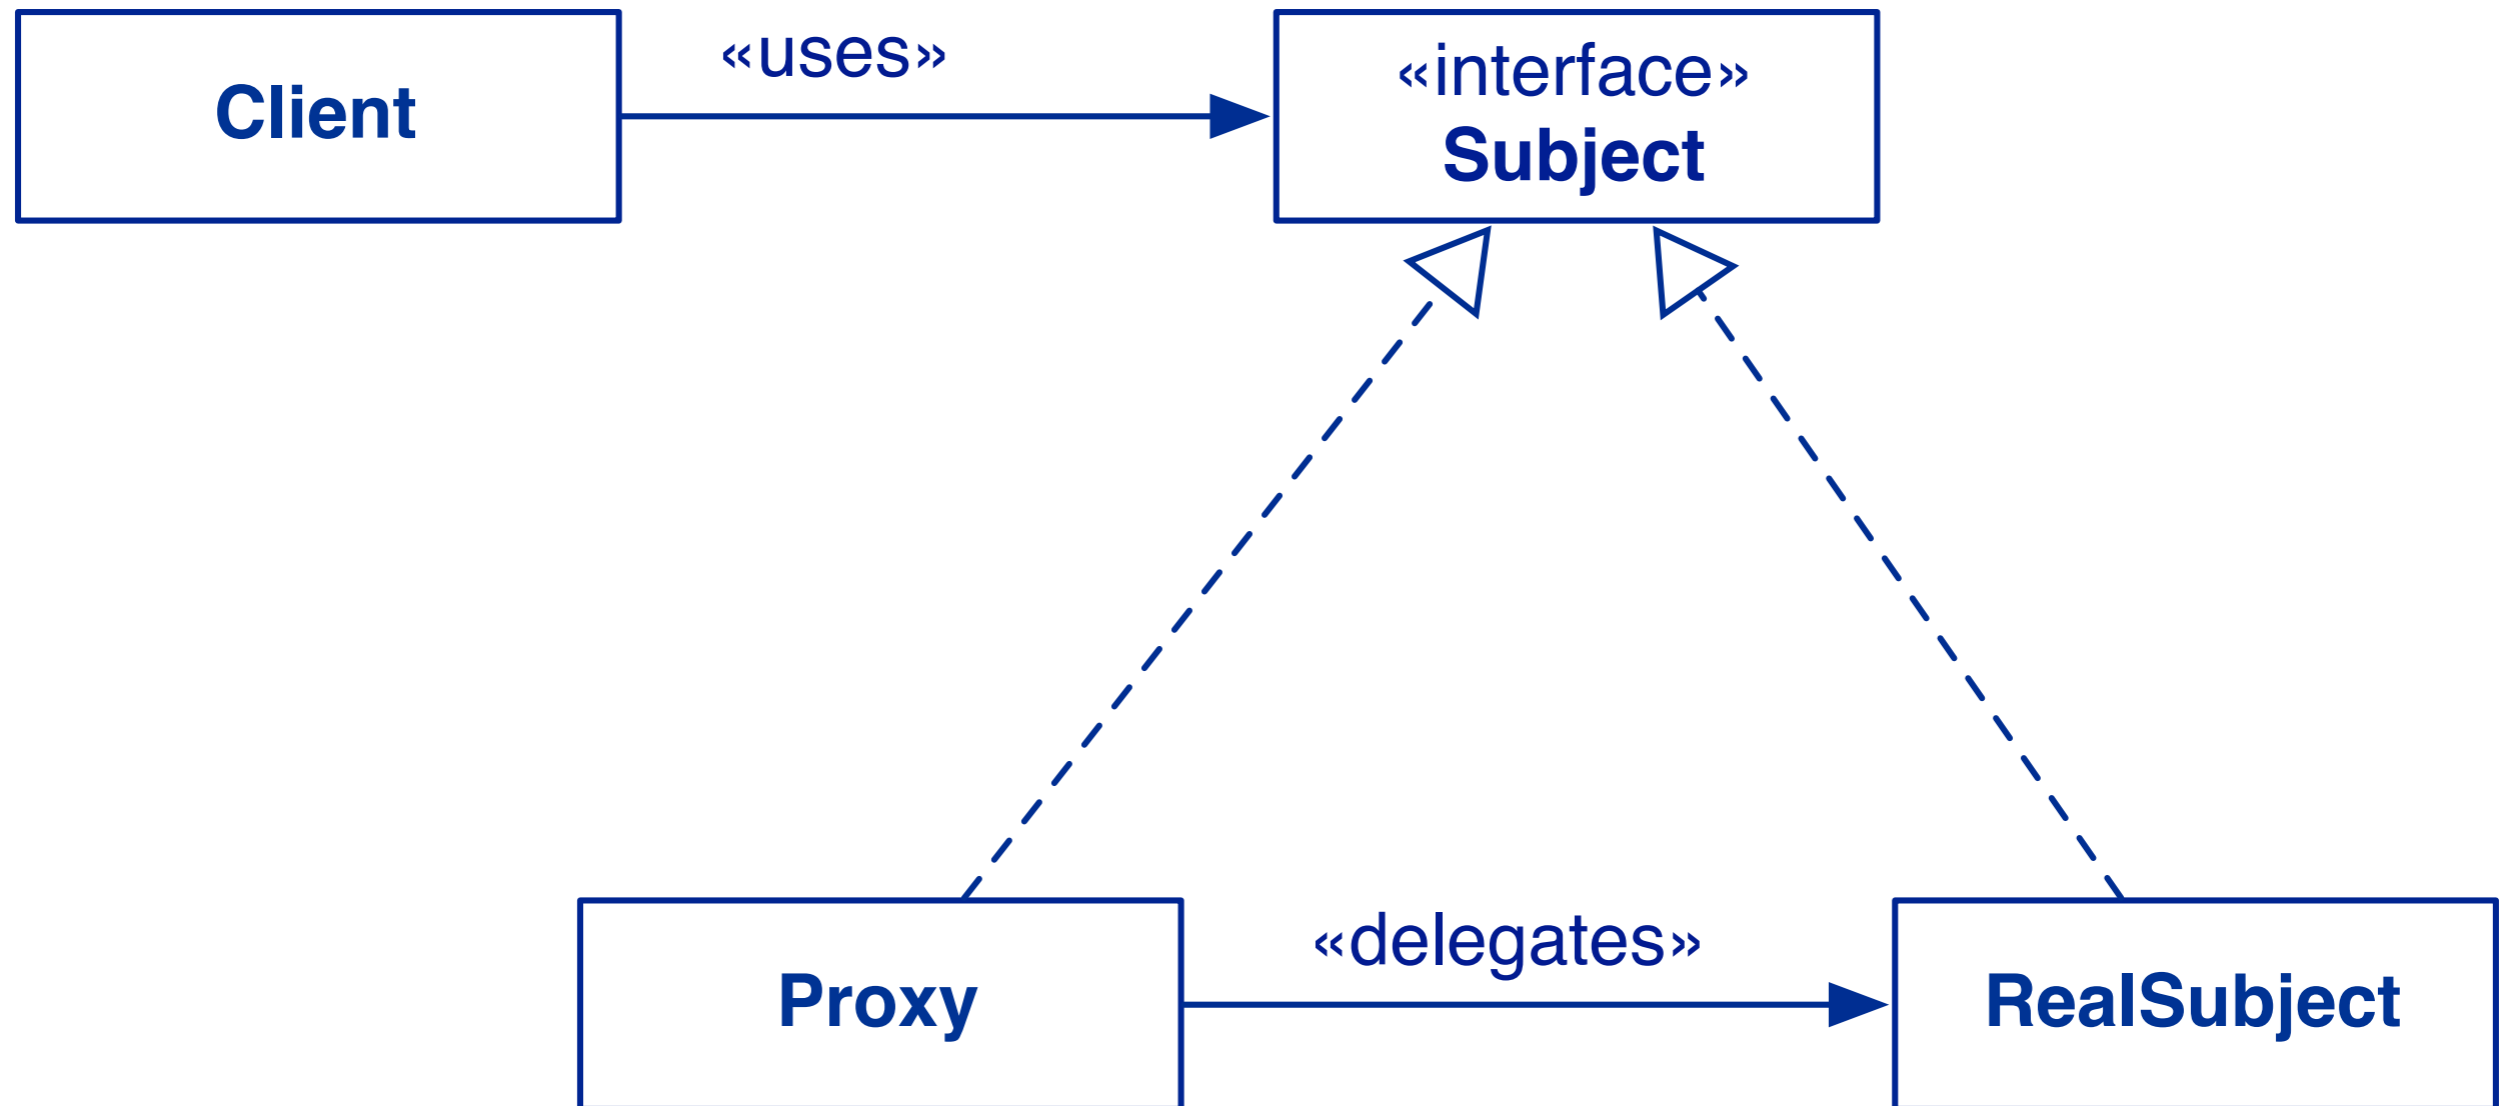 Client
«uses»
«interface»
Subject
Proxy
«delegates»
RealSubject